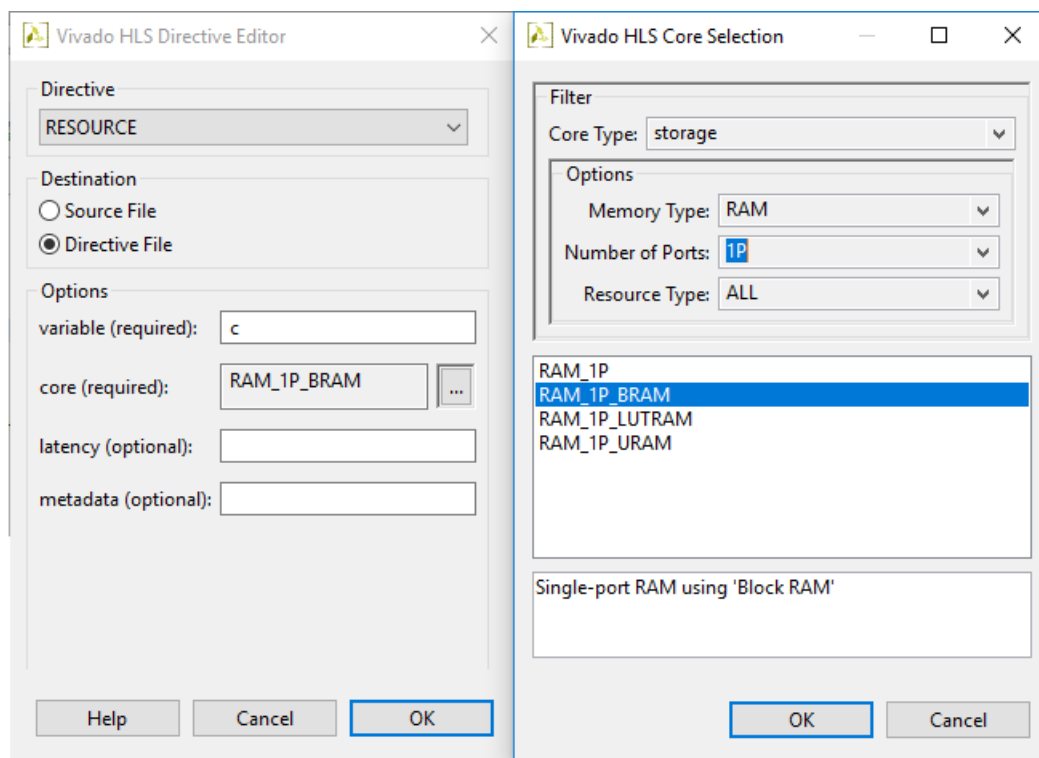 Vivado HLS Directive Editor
Directive
RESOURCE
Destination
Source File
Directive File
Options
variable (required): c
core (required): RAM_1P_BRAM ...
latency (optional):
metadata (optional):
Help Cancel OK
Vivado HLS Core Selection
Filter
Core Type: storage
Options
Memory Type: RAM
Number of Ports: 1P
Resource Type: ALL
RAM_1P
RAM_1P_BRAM
RAM_1P_LUTRAM
RAM_1P_URAM
Single-port RAM using 'Block RAM'
OK Cancel